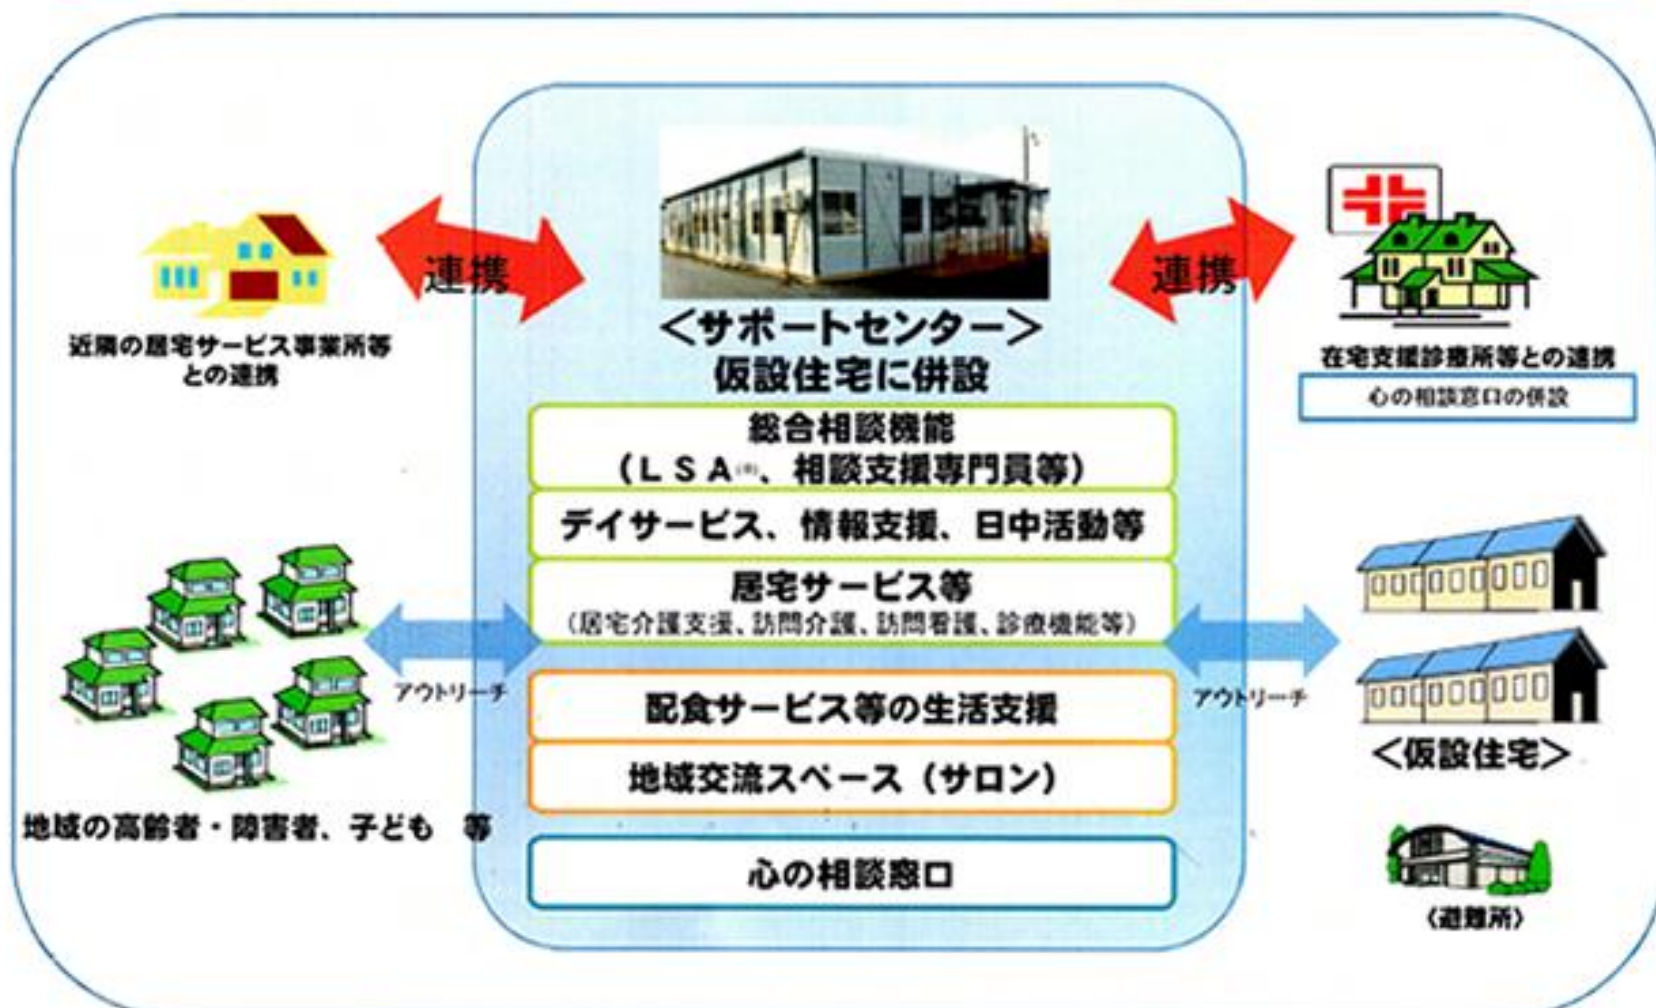 連携
連携
近隣の居宅サービス事業所等
との連携
<サポートセンター>
仮設住宅に併設
在宅支援診療所等との連携
心の相談窓口の併設
総合相談機能
(LSA(※)、相談支援専門員等)
デイサービス、情報支援、日中活動等
居宅サービス等
(居宅介護支援、訪問介護、訪問看護、診療機能等)
アウトリーチ
アウトリーチ
配食サービス等の生活支援
地域交流スペース(サロン)
<仮設住宅>
地域の高齢者・障害者、子ども 等
心の相談窓口
〈避難所〉